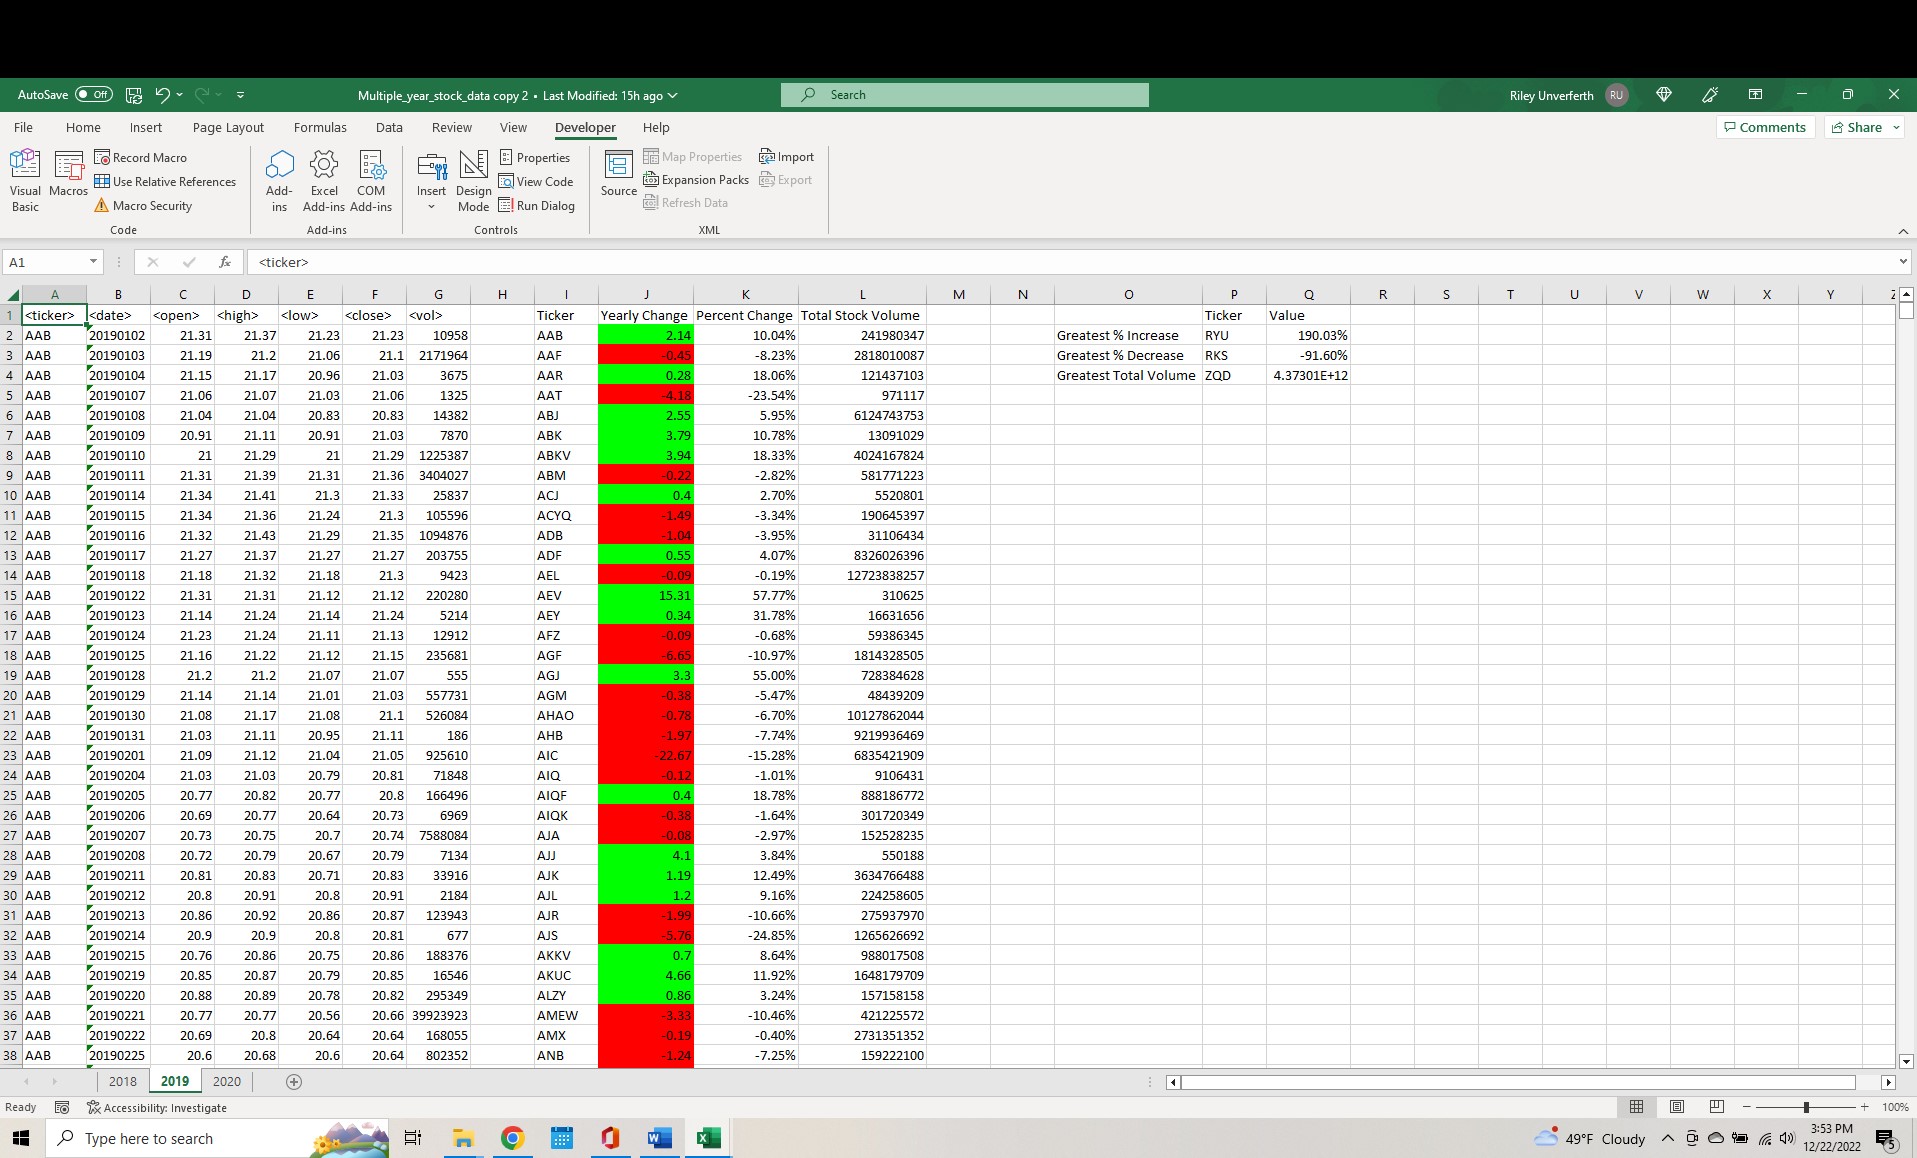 AutoSave Off Multiple_year_stock_data copy 2 • Last Modified: 15h ago Search Riley Unverferth RU
File Home Insert Page Layout Formulas Data Review View Developer Help Comments Share
Visual Basic Macros Record Macro Use Relative References Macro Security
Add-ins Excel Add-ins COM Add-ins
Insert Design Mode Properties View Code Run Dialog
Source Map Properties Expansion Packs Refresh Data Import Export
Code Add-ins Controls XML
A1 fx <ticker>
A B C D E F G H I J K L M N O P Q R S T U V W X Y Z
1 <ticker> <date> <open> <high> <low> <close> <vol> Ticker Yearly Change Percent Change Total Stock Volume Ticker Value
2 AAB 20190102 21.31 21.37 21.23 21.23 10958 AAB 2.14 10.04% 241980347 Greatest % Increase RYU 190.03%
3 AAB 20190103 21.19 21.2 21.06 21.1 2171964 AAF -0.45 -8.23% 2818010087 Greatest % Decrease RKS -91.60%
4 AAB 20190104 21.15 21.17 20.96 21.03 3675 AAR 0.28 18.06% 121437103 Greatest Total Volume ZQD 4.37301E+12
5 AAB 20190107 21.06 21.07 21.03 21.06 1325 AAT -4.18 -23.54% 971117
6 AAB 20190108 21.04 21.04 20.83 20.83 14382 ABJ 2.55 5.95% 6124743753
7 AAB 20190109 20.91 21.11 20.91 21.03 7870 ABK 3.79 10.78% 13091029
8 AAB 20190110 21 21.29 21 21.29 1225387 ABKV 3.94 18.33% 4024167824
9 AAB 20190111 21.31 21.39 21.31 21.36 3404027 ABM -0.22 -2.82% 581771223
10 AAB 20190114 21.34 21.41 21.3 21.33 25837 ACJ 0.4 2.70% 5520801
11 AAB 20190115 21.34 21.36 21.24 21.3 105596 ACYQ -1.49 -3.34% 190645397
12 AAB 20190116 21.32 21.43 21.29 21.35 1094876 ADB -1.04 -3.95% 31106434
13 AAB 20190117 21.27 21.37 21.27 21.27 203755 ADF 0.55 4.07% 8326026396
14 AAB 20190118 21.18 21.32 21.18 21.3 9423 AEL -0.09 -0.19% 12723838257
15 AAB 20190122 21.31 21.31 21.12 21.12 220280 AEV 15.31 57.77% 310625
16 AAB 20190123 21.14 21.24 21.14 21.24 5214 AEY 0.34 31.78% 16631656
17 AAB 20190124 21.23 21.24 21.11 21.13 12912 AFZ -0.09 -0.68% 59386345
18 AAB 20190125 21.16 21.22 21.12 21.15 235681 AGF -6.65 -10.97% 1814328505
19 AAB 20190128 21.2 21.2 21.07 21.07 555 AGJ 3.3 55.00% 728384628
20 AAB 20190129 21.14 21.14 21.01 21.03 557731 AGM -0.38 -5.47% 48439209
21 AAB 20190130 21.08 21.17 21.08 21.1 526084 AHAO -0.78 -6.70% 10127862044
22 AAB 20190131 21.03 21.11 20.95 21.11 186 AHB -1.97 -7.74% 9219936469
23 AAB 20190201 21.09 21.12 21.04 21.05 925610 AIC -22.67 -15.28% 6835421909
24 AAB 20190204 21.03 21.03 20.79 20.81 71848 AIQ -0.12 -1.01% 9106431
25 AAB 20190205 20.77 20.82 20.77 20.8 166496 AIQF 0.4 18.78% 888186772
26 AAB 20190206 20.69 20.77 20.64 20.73 6969 AIQK -0.38 -1.64% 301720349
27 AAB 20190207 20.73 20.75 20.7 20.74 7588084 AJA -0.08 -2.97% 152528235
28 AAB 20190208 20.72 20.79 20.67 20.79 7134 AJJ 4.1 3.84% 550188
29 AAB 20190211 20.81 20.83 20.71 20.83 33916 AJK 1.19 12.49% 3634766488
30 AAB 20190212 20.8 20.91 20.8 20.91 2184 AJL 1.2 9.16% 224258605
31 AAB 20190213 20.86 20.92 20.86 20.87 123943 AJR -1.99 -10.66% 275937970
32 AAB 20190214 20.9 20.9 20.8 20.81 677 AJS -5.76 -24.85% 1265626692
33 AAB 20190215 20.76 20.86 20.75 20.86 188376 AKKV 0.7 8.64% 988017508
34 AAB 20190219 20.85 20.87 20.79 20.85 16546 AKUC 4.66 11.92% 1648179709
35 AAB 20190220 20.88 20.89 20.78 20.82 295349 ALZY 0.86 3.24% 157158158
36 AAB 20190221 20.77 20.77 20.56 20.66 39923923 AMEW -3.33 -10.46% 421225572
37 AAB 20190222 20.69 20.8 20.64 20.64 168055 AMX -0.19 -0.40% 2731351352
38 AAB 20190225 20.6 20.68 20.6 20.64 802352 ANB -1.24 -7.25% 159222100
2018 2019 2020
Ready Accessibility: Investigate 100%
Type here to search 49°F Cloudy 3:53 PM
12/22/2022 5